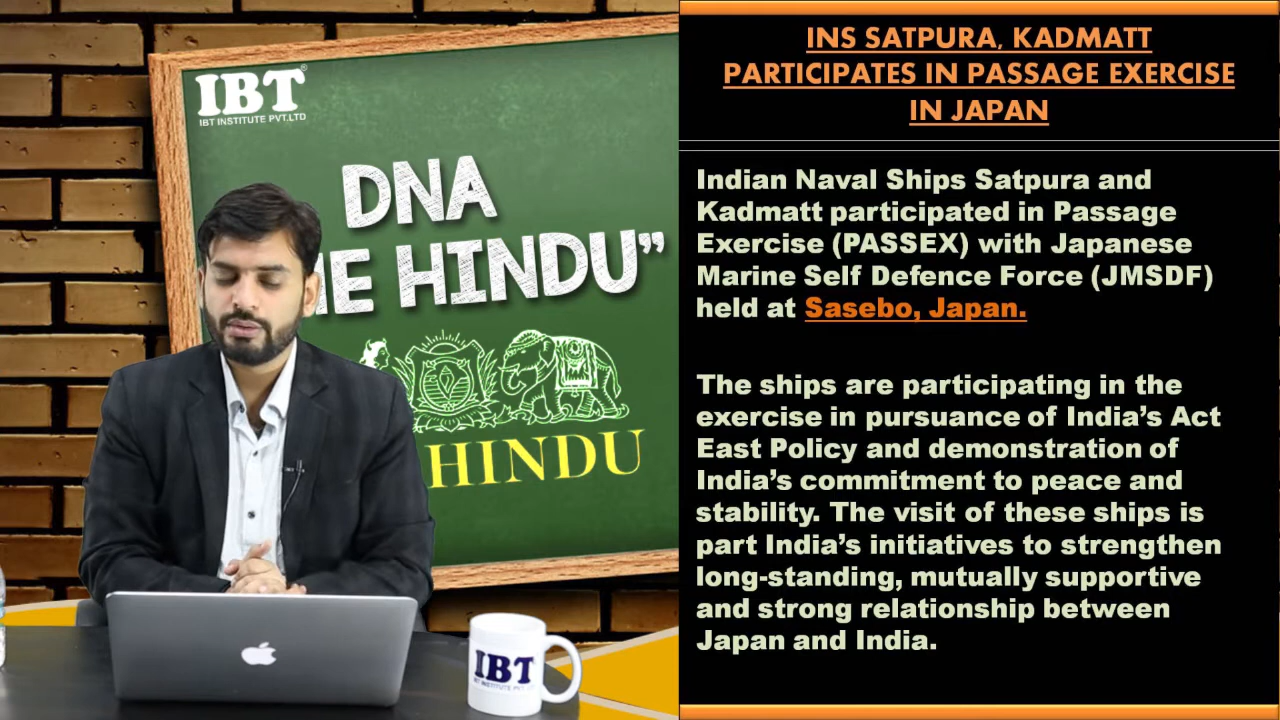 IBT®
IBT INSTITUTE PVT.LTD
DNA
HINDU”
HINDU
IBT
IBT INSTITUTE PVT.
INS SATPURA, KADMATT
PARTICIPATES IN PASSAGE EXERCISE
IN JAPAN
Indian Naval Ships Satpura and
Kadmatt participated in Passage
Exercise (PASSEX) with Japanese
Marine Self Defence Force (JMSDF)
held at Sasebo, Japan.
The ships are participating in the
exercise in pursuance of India’s Act
East Policy and demonstration of
India’s commitment to peace and
stability. The visit of these ships is
part India’s initiatives to strengthen
long-standing, mutually supportive
and strong relationship between
Japan and India.